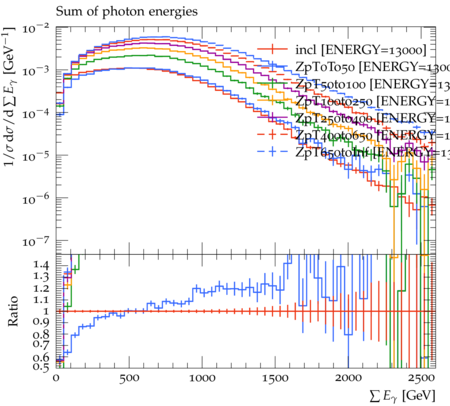 Sum of photon energies
1/σ dσ/d ∑ Eγ [GeV⁻¹]
10⁻²
10⁻³
10⁻⁴
10⁻⁵
10⁻⁶
10⁻⁷
incl [ENERGY=13000]
ZpToTo50 [ENERGY=1300
ZpT50to100 [ENERGY=13
ZpT100to250 [ENERGY=1
ZpT250to400 [ENERGY=1
ZpT400to650 [ENERGY=1
ZpT650toInf [ENERGY=13
Ratio
1.4
1.3
1.2
1.1
1
0.9
0.8
0.7
0.6
0.5
0 500 1000 1500 2000 2500
∑ Eγ [GeV]